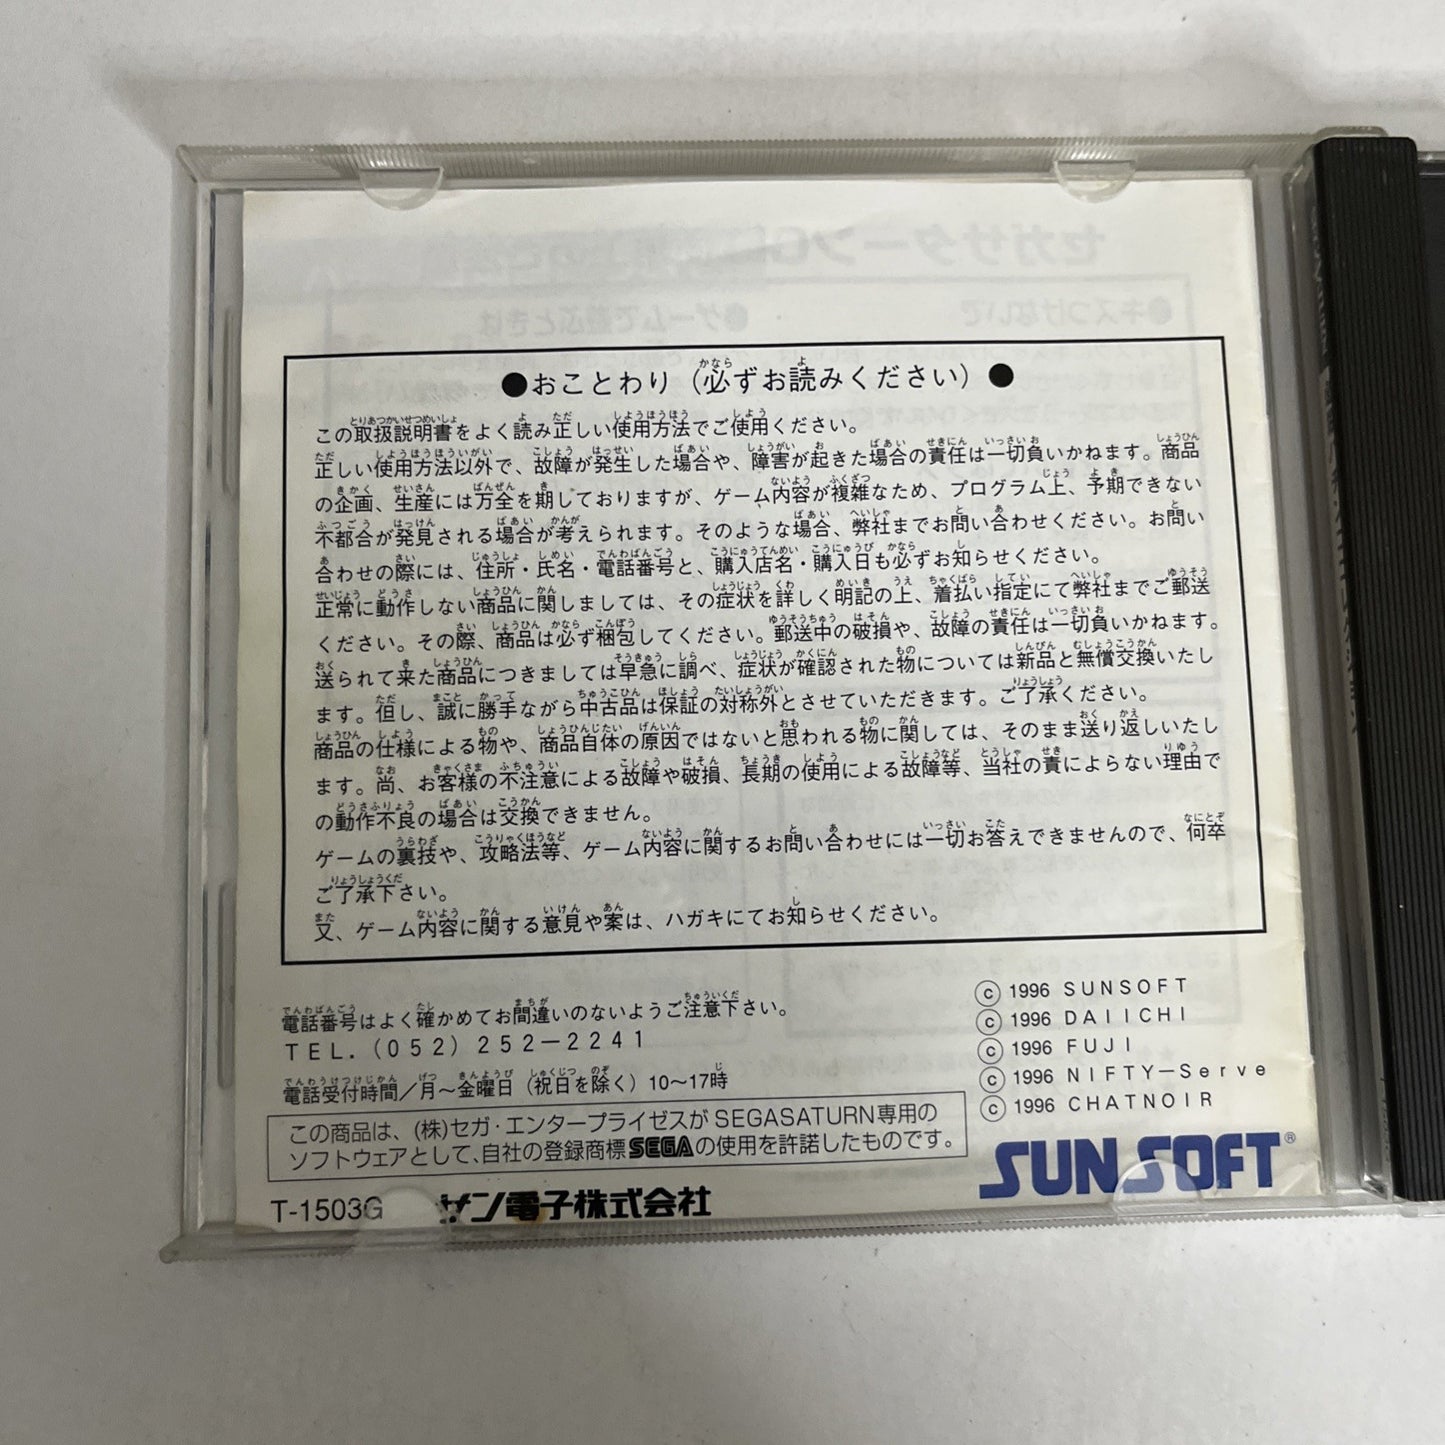 ●おことわり(必ずお読みください)●
この取扱説明書をよく読み正しい使用方法でご使用ください。
正しい使用方法以外で、故障が発生した場合や、障害が起きた場合の責任は一切負いかねます。商品
の企画、生産には万全を期しておりますが、ゲーム内容が複雑なため、プログラム上、予期できない
不都合が発見される場合が考えられます。そのような場合、弊社までお問い合わせください。お問い
合わせの際には、住所・氏名・電話番号と、購入店名・購入日も必ずお知らせください。
正常に動作しない商品に関しましては、その症状を詳しく明記の上、着払い指定にて弊社までご郵送
ください。その際、商品は必ず梱包してください。郵送中の破損や、故障の責任は一切負いかねます。
送られて来た商品につきましては早急に調べ、症状が確認された物については新品と無償交換いたし
ます。但し、誠に勝手ながら中古品は保証の対称外とさせていただきます。ご了承ください。
商品の仕様による物や、商品自体の原因ではないと思われる物に関しては、そのまま送り返しいたし
ます。尚、お客様の不注意による故障や破損、長期の使用による故障等、当社の責によらない理由で
の動作不良の場合は交換できません。
ゲームの裏技や、攻略法等、ゲーム内容に関するお問い合わせには一切お答えできませんので、何卒
ご了承下さい。
又、ゲーム内容に関する意見や案は、ハガキにてお知らせください。
電話番号はよく確かめてお間違いのないようご注意下さい。
TEL.(052)252−2241
電話受付時間/月〜金曜日(祝日を除く)10〜17時
この商品は、(株)セガ・エンタープライゼスがSEGASATURN専用の
ソフトウェアとして、自社の登録商標SEGAの使用を許諾したものです。
T-1503G サン電子株式会社
ⓒ 1996 SUNSOFT
ⓒ 1996 DAIICHI
ⓒ 1996 FUJI
ⓒ 1996 NIFTY−Serve
ⓒ 1996 CHATNOIR
SUNSOFT®